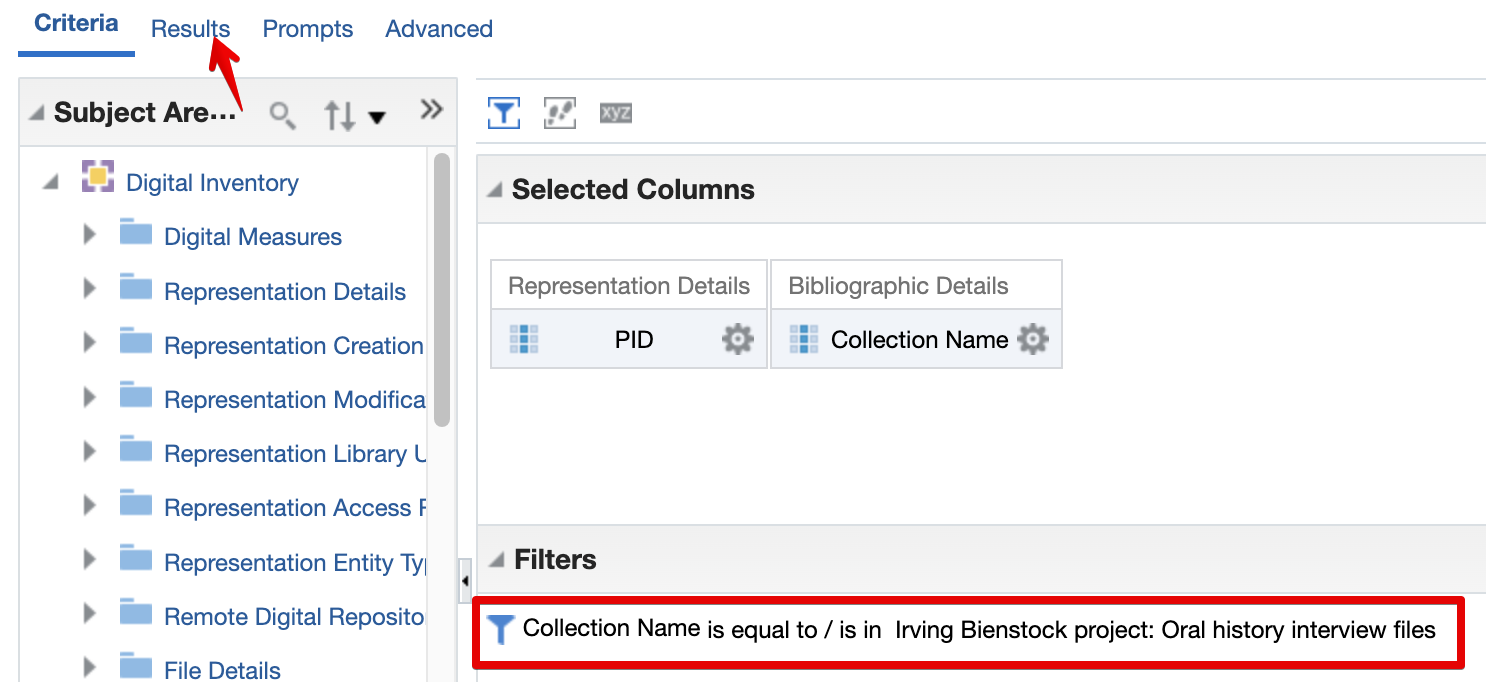 Criteria Results Prompts Advanced
Subject Are...
xyz
Digital Inventory
Digital Measures
Representation Details
Representation Creation
Representation Modifica
Representation Library U
Representation Access
Representation Entity Ty
Remote Digital Reposito
File Details
Selected Columns
Representation Details Bibliographic Details
PID Collection Name
Filters
Collection Name is equal to / is in Irving Bienstock project: Oral history interview files